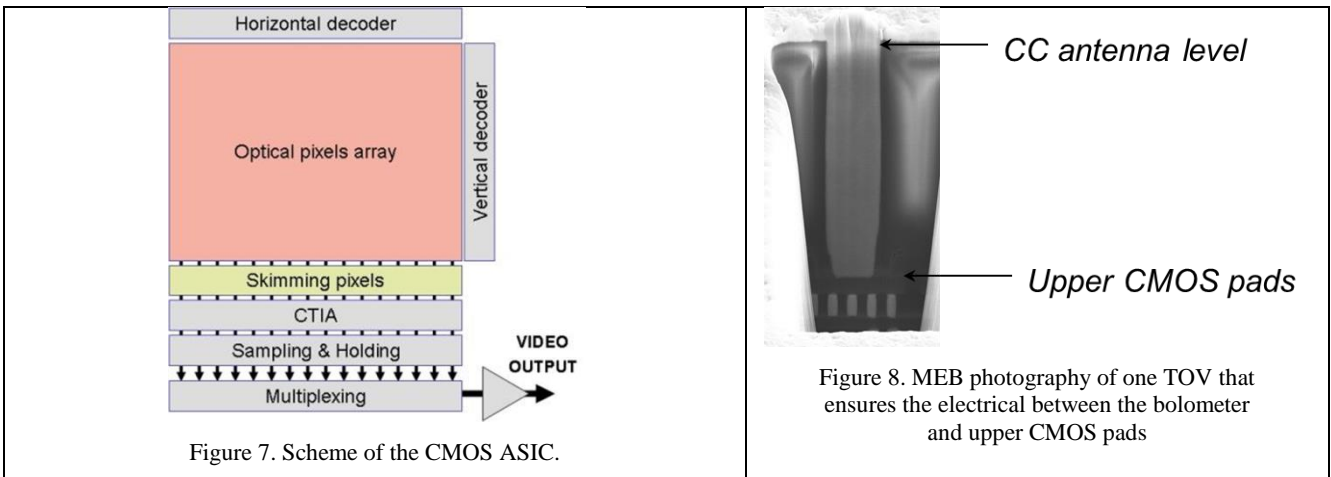 Horizontal decoder
Optical pixels array
Vertical decoder
Skimming pixels
CTIA
Sampling & Holding
Multiplexing
VIDEO
OUTPUT
Figure 7. Scheme of the CMOS ASIC.
CC antenna level
Upper CMOS pads
Figure 8. MEB photography of one TOV that
ensures the electrical between the bolometer
and upper CMOS pads